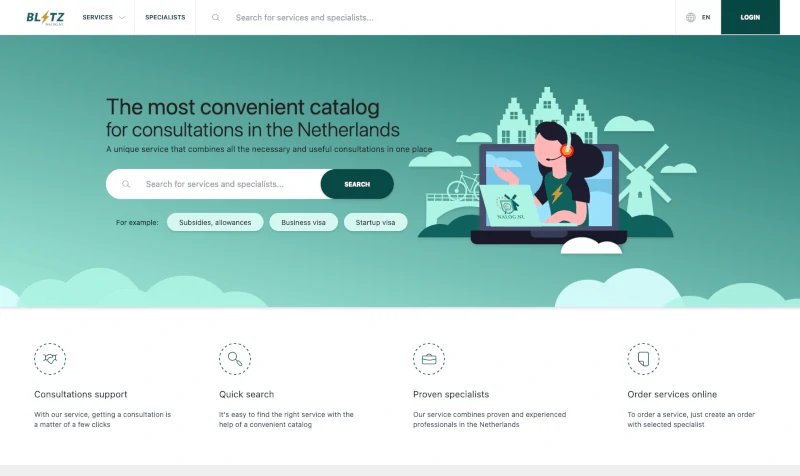 BLITZ
NALOG.NL
SERVICES
SPECIALISTS
Search for services and specialists...
EN
LOGIN
The most convenient catalog
for consultations in the Netherlands
A unique service that combines all the necessary and useful consultations in one place
Search for services and specialists...
SEARCH
For example:
Subsidies, allowances
Business visa
Startup visa
NALOG.NL
Consultations support
With our service, getting a consultation is
a matter of a few clicks
Quick search
It's easy to find the right service with the
help of a convenient catalog
Proven specialists
Our service combines proven and experienced
professionals in the Netherlands
Order services online
To order a service, just create an order
with selected specialist